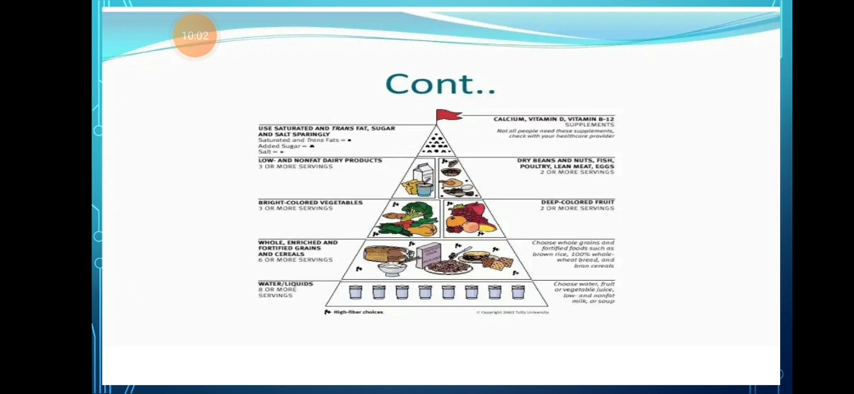 10:02
Cont..
CALCIUM, VITAMIN D, VITAMIN B-12
SUPPLEMENTS
Not all people need these supplements,
check with your healthcare provider
USE SATURATED AND TRANS FAT, SUGAR
AND SALT SPARINGLY
Saturated and Trans Fats =
Added Sugar =
Salt =
LOW- AND NONFAT DAIRY PRODUCTS
3 OR MORE SERVINGS
DRY BEANS AND NUTS, FISH,
POULTRY, LEAN MEAT, EGGS
2 OR MORE SERVINGS
BRIGHT-COLORED VEGETABLES
3 OR MORE SERVINGS
DEEP-COLORED FRUIT
2 OR MORE SERVINGS
WHOLE, ENRICHED AND
FORTIFIED GRAINS
AND CEREALS
6 OR MORE SERVINGS
Choose whole grains and
fortified foods such as
brown rice, 100% whole-
wheat bread, and
bran cereals
WATER/LIQUIDS
8 OR MORE
SERVINGS
Choose water, fruit
or vegetable juice,
low- and nonfat
milk, or soup
High-fiber choices
© Copyright 2002 Tufts University